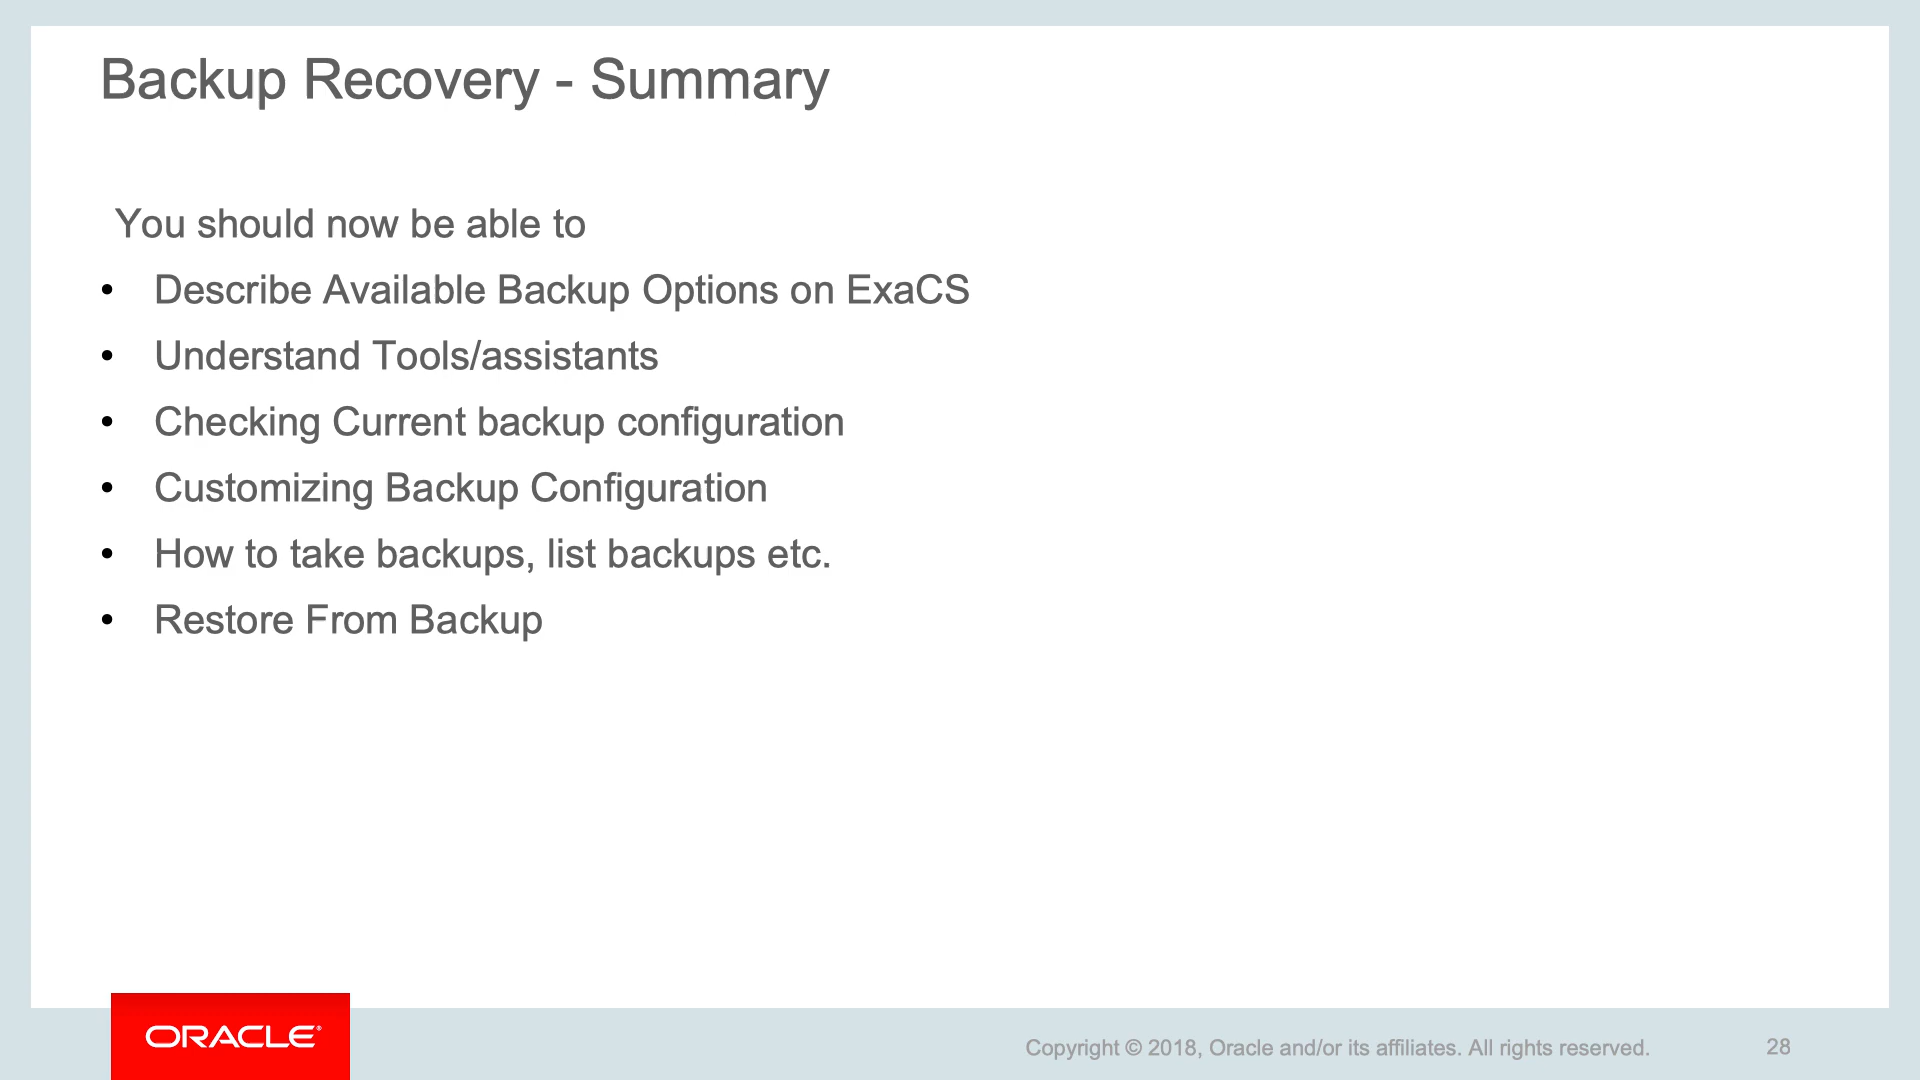 Backup Recovery - Summary
You should now be able to
• Describe Available Backup Options on ExaCS
• Understand Tools/assistants
• Checking Current backup configuration
• Customizing Backup Configuration
• How to take backups, list backups etc.
• Restore From Backup
ORACLE®
Copyright © 2018, Oracle and/or its affiliates. All rights reserved.
28